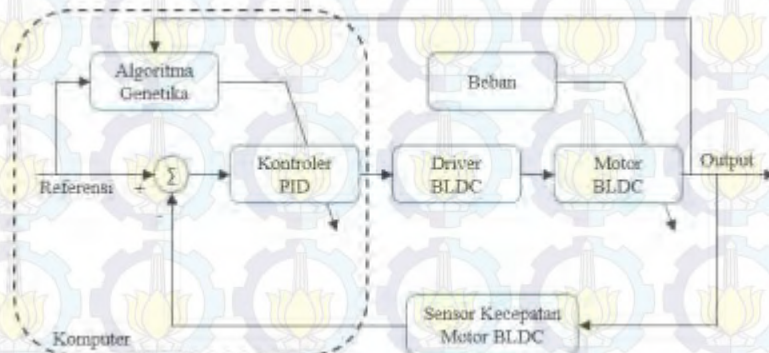 Algoritma
Genetika
Beban
Referensi
+
Σ
-
Kontroler
PID
Driver
BLDC
Motor
BLDC
Output
Sensor Kecepatan
Motor BLDC
Komputer